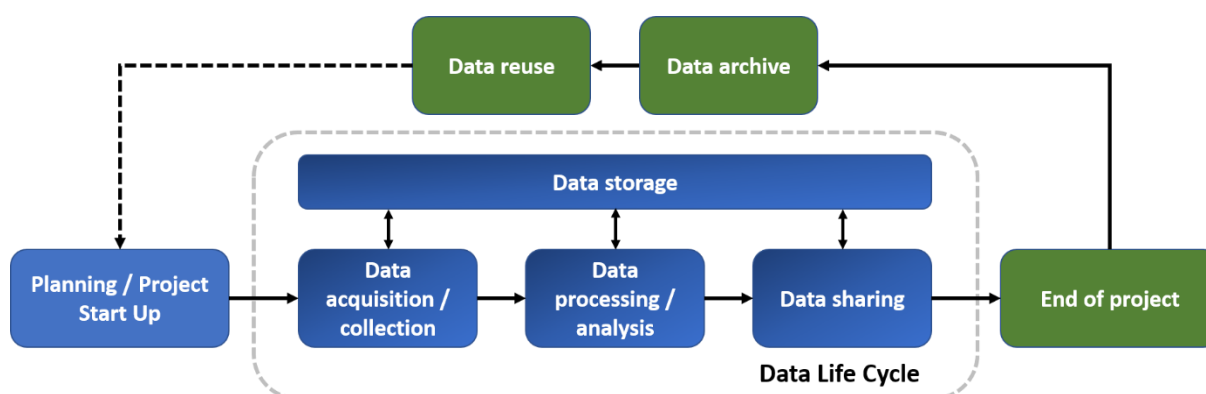 Data reuse
Data archive
Data storage
Planning / Project
Start Up
Data
acquisition /
collection
Data
processing /
analysis
Data sharing
End of project
Data Life Cycle